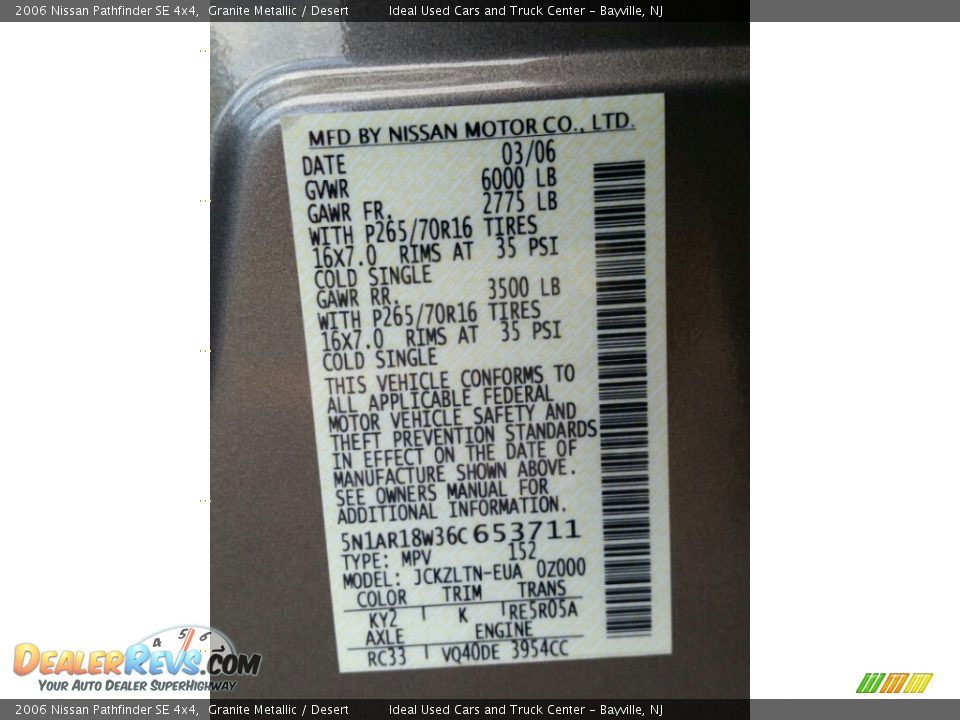 2006 Nissan Pathfinder SE 4x4, Granite Metallic / Desert Ideal Used Cars and Truck Center - Bayville, NJ
MFD BY NISSAN MOTOR CO., LTD.
DATE 03/06
GVWR 6000 LB
GAWR FR. 2775 LB
WITH P265/70R16 TIRES
16X7.0 RIMS AT 35 PSI
COLD SINGLE
GAWR RR. 3500 LB
WITH P265/70R16 TIRES
16X7.0 RIMS AT 35 PSI
COLD SINGLE
THIS VEHICLE CONFORMS TO
ALL APPLICABLE FEDERAL
MOTOR VEHICLE SAFETY AND
THEFT PREVENTION STANDARDS
IN EFFECT ON THE DATE OF
MANUFACTURE SHOWN ABOVE.
SEE OWNERS MANUAL FOR
ADDITIONAL INFORMATION.
5N1AR18W36C653711
TYPE: MPV 152
MODEL: JCKZLTN-EUA 0Z000
COLOR TRIM TRANS
KY2 K RE5R05A
AXLE ENGINE
RC33 VQ40DE 3954CC
4 5 6
DEALERREVS.COM
YOUR AUTO DEALER SUPERHIGHWAY
2006 Nissan Pathfinder SE 4x4, Granite Metallic / Desert Ideal Used Cars and Truck Center - Bayville, NJ